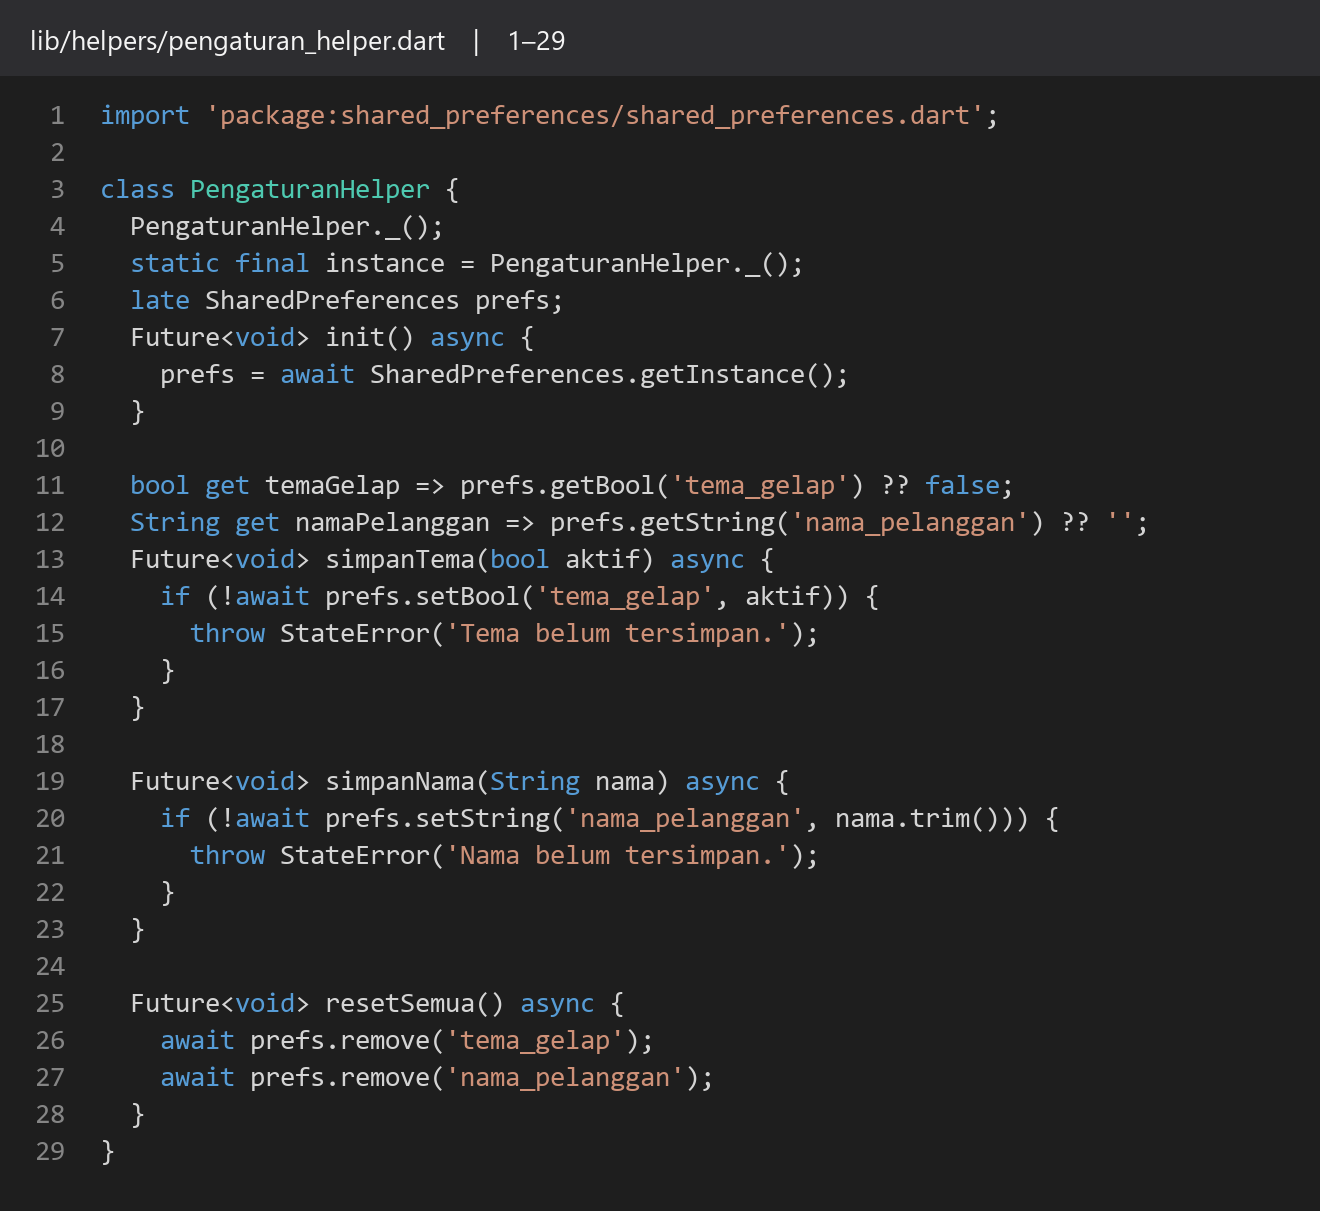 lib/helpers/pengaturan_helper.dart | 1–29
1 import 'package:shared_preferences/shared_preferences.dart';
2
3 class PengaturanHelper {
4   PengaturanHelper._();
5   static final instance = PengaturanHelper._();
6   late SharedPreferences prefs;
7   Future<void> init() async {
8     prefs = await SharedPreferences.getInstance();
9   }
10
11   bool get temaGelap => prefs.getBool('tema_gelap') ?? false;
12   String get namaPelanggan => prefs.getString('nama_pelanggan') ?? '';
13   Future<void> simpanTema(bool aktif) async {
14     if (!await prefs.setBool('tema_gelap', aktif)) {
15       throw StateError('Tema belum tersimpan.');
16     }
17   }
18
19   Future<void> simpanNama(String nama) async {
20     if (!await prefs.setString('nama_pelanggan', nama.trim())) {
21       throw StateError('Nama belum tersimpan.');
22     }
23   }
24
25   Future<void> resetSemua() async {
26     await prefs.remove('tema_gelap');
27     await prefs.remove('nama_pelanggan');
28   }
29 }